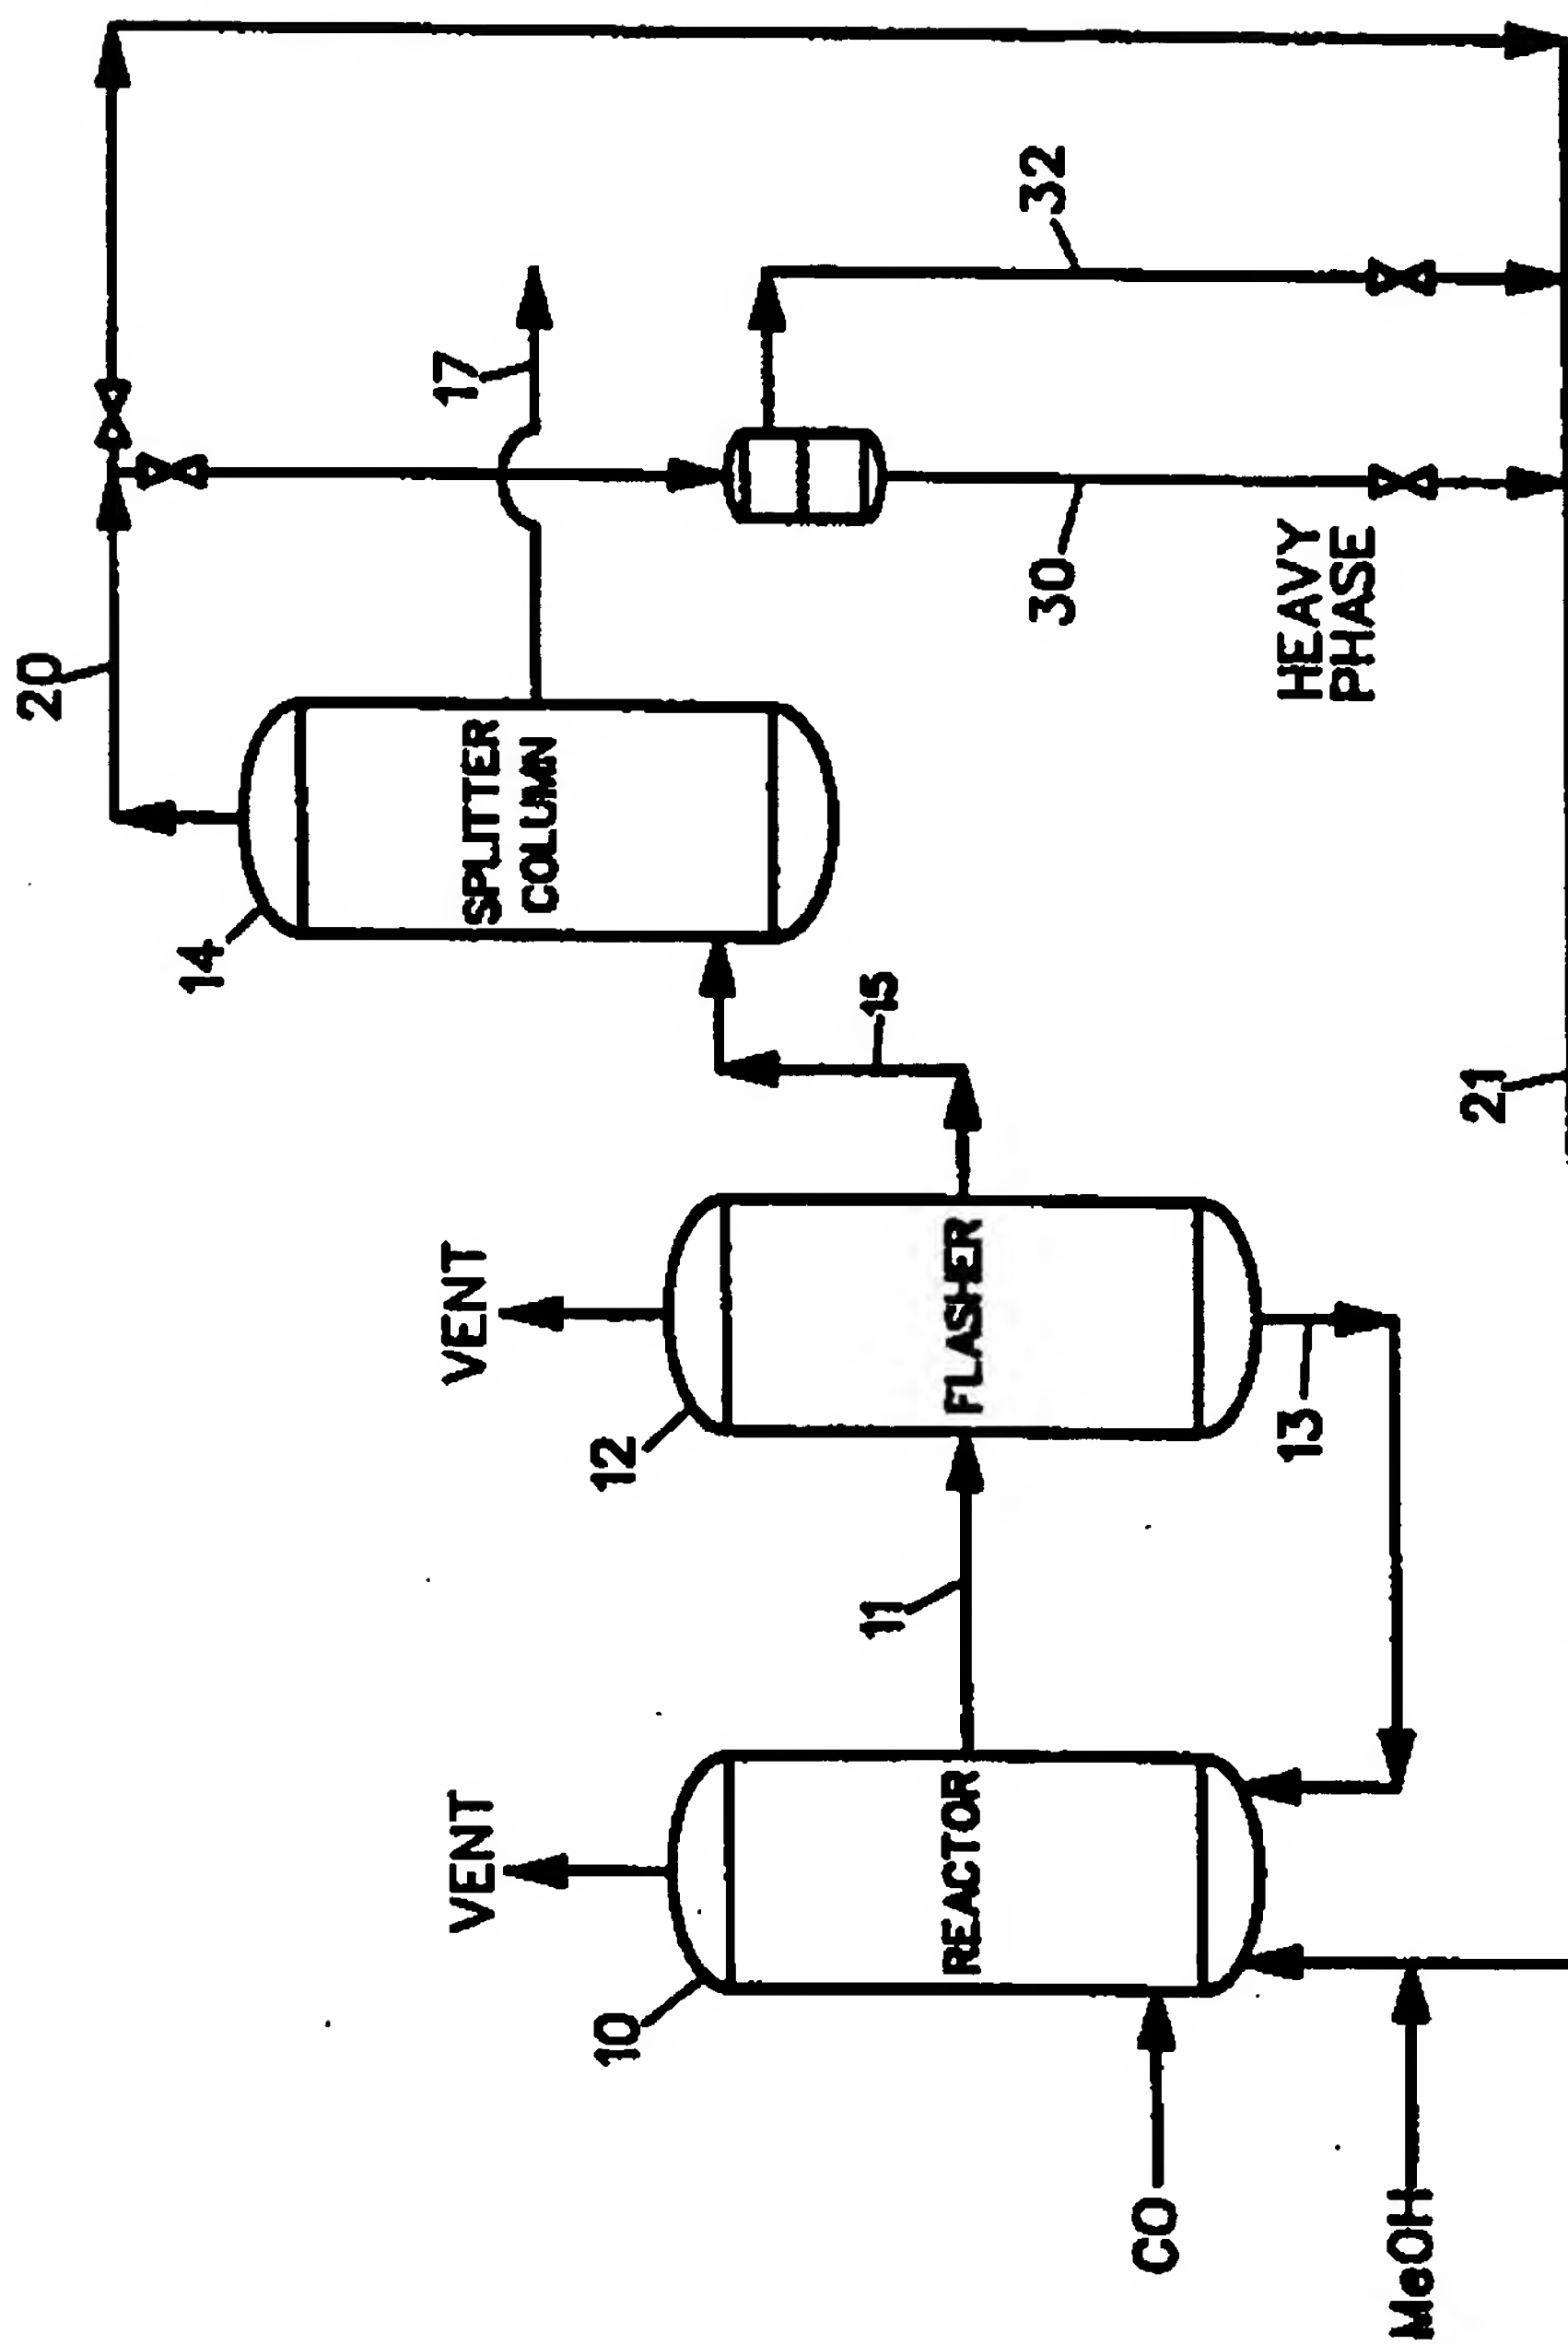 20
14
SPLITTER
COLUMN
17
32
VENT
12
15
VENT
10
11
FLASHER
30
REACTOR
CO
13
HEAVY
PHASE
MeOH
21